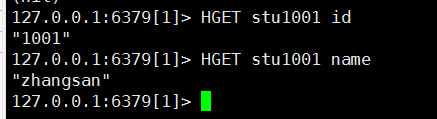 127.0.0.1:6379[1]> HGET stu1001 id
"1001"
127.0.0.1:6379[1]> HGET stu1001 name
"zhangsan"
127.0.0.1:6379[1]>